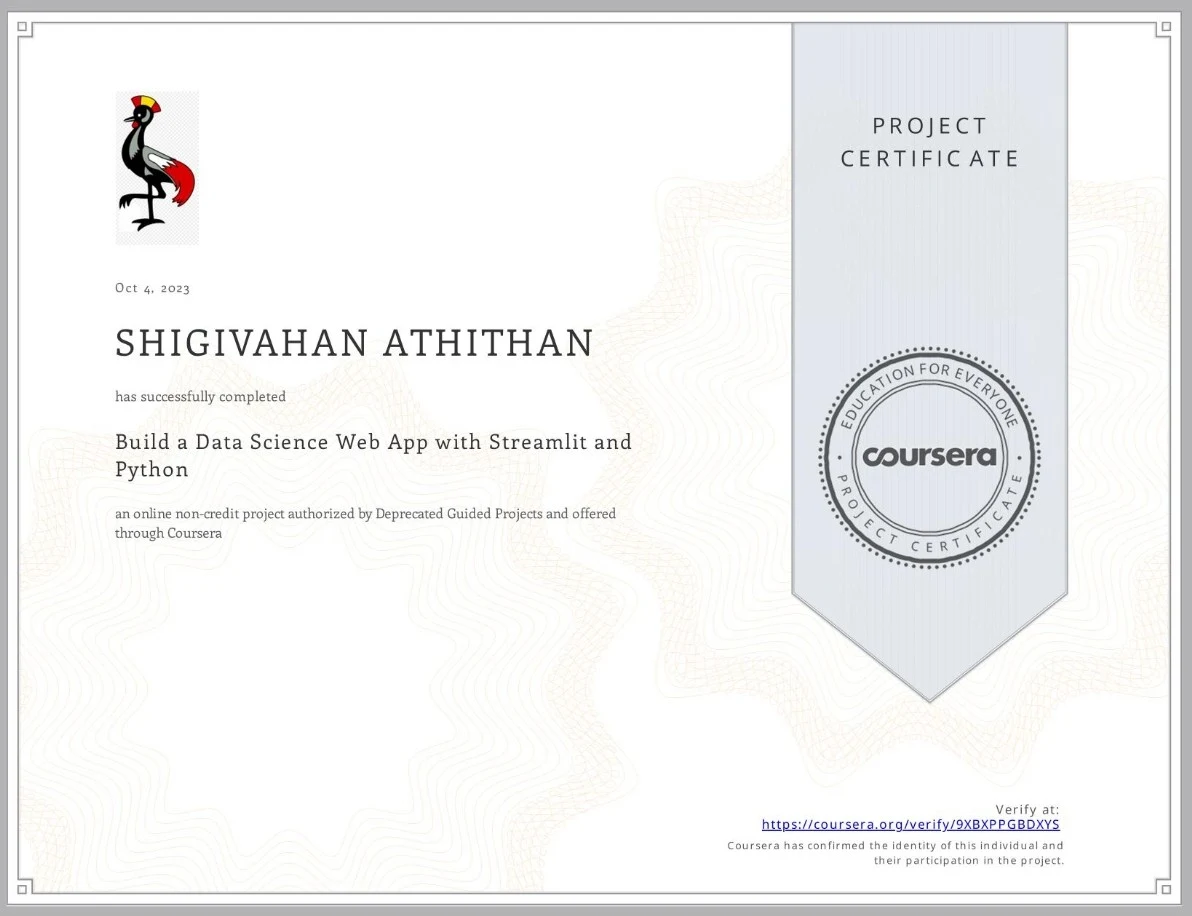 PROJECT
CERTIFICATE
Oct 4, 2023
SHIGIVAHAN ATHITHAN
has successfully completed
Build a Data Science Web App with Streamlit and
Python
an online non-credit project authorized by Deprecated Guided Projects and offered
through Coursera
EDUCATION FOR EVERYONE
coursera
PROJECT CERTIFICATE
Verify at:
https://coursera.org/verify/9XBXPPGBDXYS
Coursera has confirmed the identity of this individual and
their participation in the project.